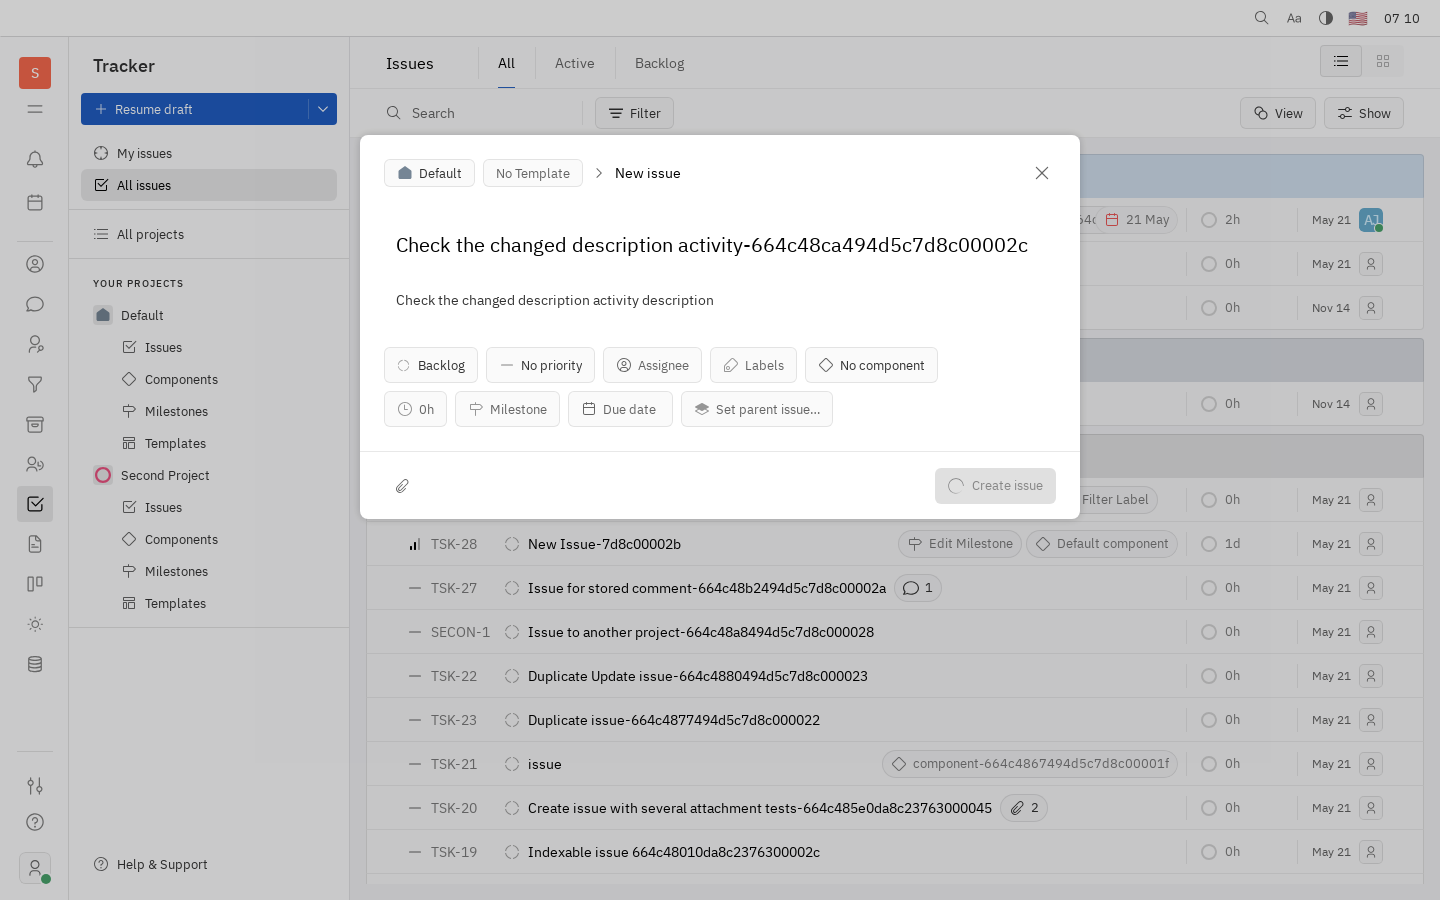 Aa 07 10
S
Tracker
Resume draft
My issues
All issues
All projects
YOUR PROJECTS
Default
Issues
Components
Milestones
Templates
Second Project
Issues
Components
Milestones
Templates
Help & Support
Issues All Active Backlog
Search Filter View Show
Default No Template New issue
Check the changed description activity-664c48ca494d5c7d8c00002c
Check the changed description activity description
Backlog No priority Assignee Labels No component
0h Milestone Due date Set parent issue...
Create issue
21 May 2h May 21 AJ
0h May 21
0h Nov 14
0h Nov 14
Filter Label 0h May 21
TSK-28 New Issue-7d8c00002b Edit Milestone Default component 1d May 21
TSK-27 Issue for stored comment-664c48b2494d5c7d8c00002a 1 0h May 21
SECON-1 Issue to another project-664c48a8494d5c7d8c000028 0h May 21
TSK-22 Duplicate Update issue-664c4880494d5c7d8c000023 0h May 21
TSK-23 Duplicate issue-664c4877494d5c7d8c000022 0h May 21
TSK-21 issue component-664c4867494d5c7d8c00001f 0h May 21
TSK-20 Create issue with several attachment tests-664c485e0da8c23763000045 2 0h May 21
TSK-19 Indexable issue 664c48010da8c2376300002c 0h May 21